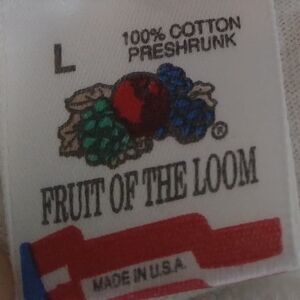 L
100% COTTON
PRESHRUNK
®
FRUIT OF THE LOOM
MADE IN U.S.A.